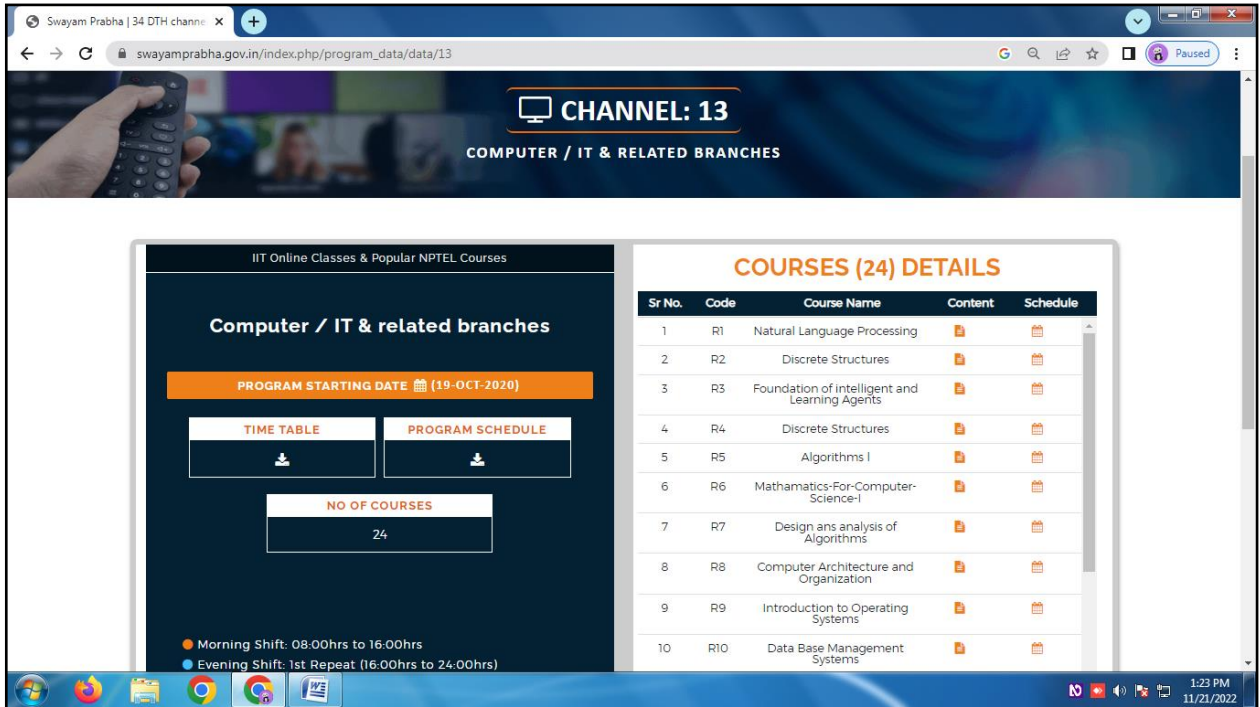 Swayam Prabha | 34 DTH channe
swayamprabha.gov.in/index.php/program_data/data/13
Paused
CHANNEL: 13
COMPUTER / IT & RELATED BRANCHES
IIT Online Classes & Popular NPTEL Courses
Computer / IT & related branches
PROGRAM STARTING DATE (19-OCT-2020)
TIME TABLE PROGRAM SCHEDULE
NO OF COURSES
24
Morning Shift: 08:00hrs to 16:00hrs
Evening Shift: 1st Repeat (16:00hrs to 24:00hrs)
COURSES (24) DETAILS
Sr No. Code Course Name Content Schedule
1 R1 Natural Language Processing
2 R2 Discrete Structures
3 R3 Foundation of intelligent and
Learning Agents
4 R4 Discrete Structures
5 R5 Algorithms I
6 R6 Mathamatics-For-Computer-
Science-I
7 R7 Design ans analysis of
Algorithms
8 R8 Computer Architecture and
Organization
9 R9 Introduction to Operating
Systems
10 R10 Data Base Management
Systems
1:23 PM
11/21/2022